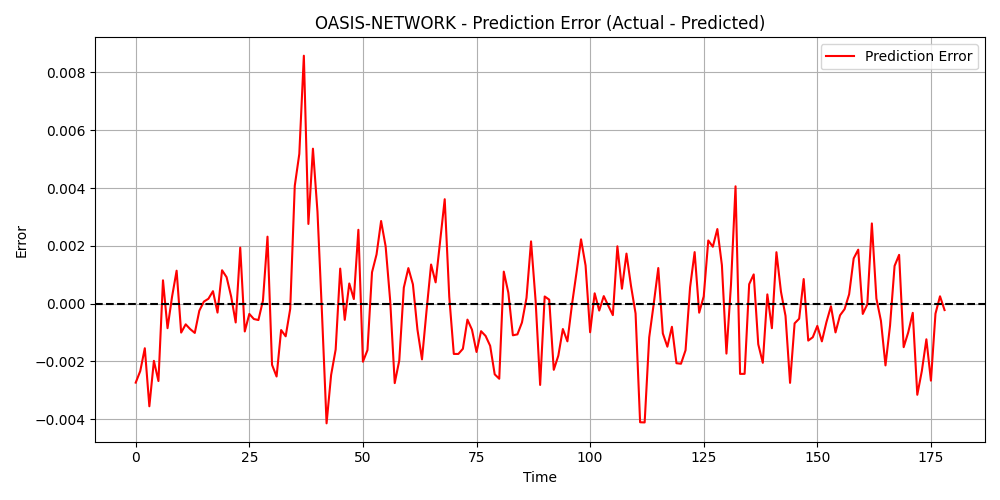 OASIS-NETWORK - Prediction Error (Actual - Predicted)
Prediction Error
0.008
0.006
0.004
0.002
0.000
−0.002
−0.004
Error
0 25 50 75 100 125 150 175
Time